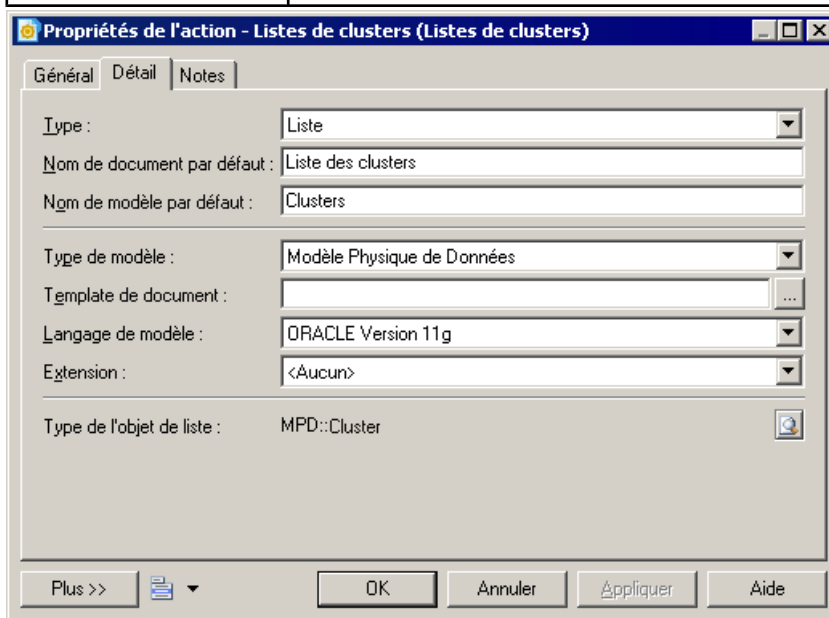 Propriétés de l'action - Listes de clusters (Listes de clusters)
Général Détail Notes
Type : Liste
Nom de document par défaut : Liste des clusters
Nom de modèle par défaut : Clusters
Type de modèle : Modèle Physique de Données
Template de document : ...
Langage de modèle : ORACLE Version 11g
Extension : <Aucun>
Type de l'objet de liste : MPD::Cluster
Plus >> OK Annuler Appliquer Aide